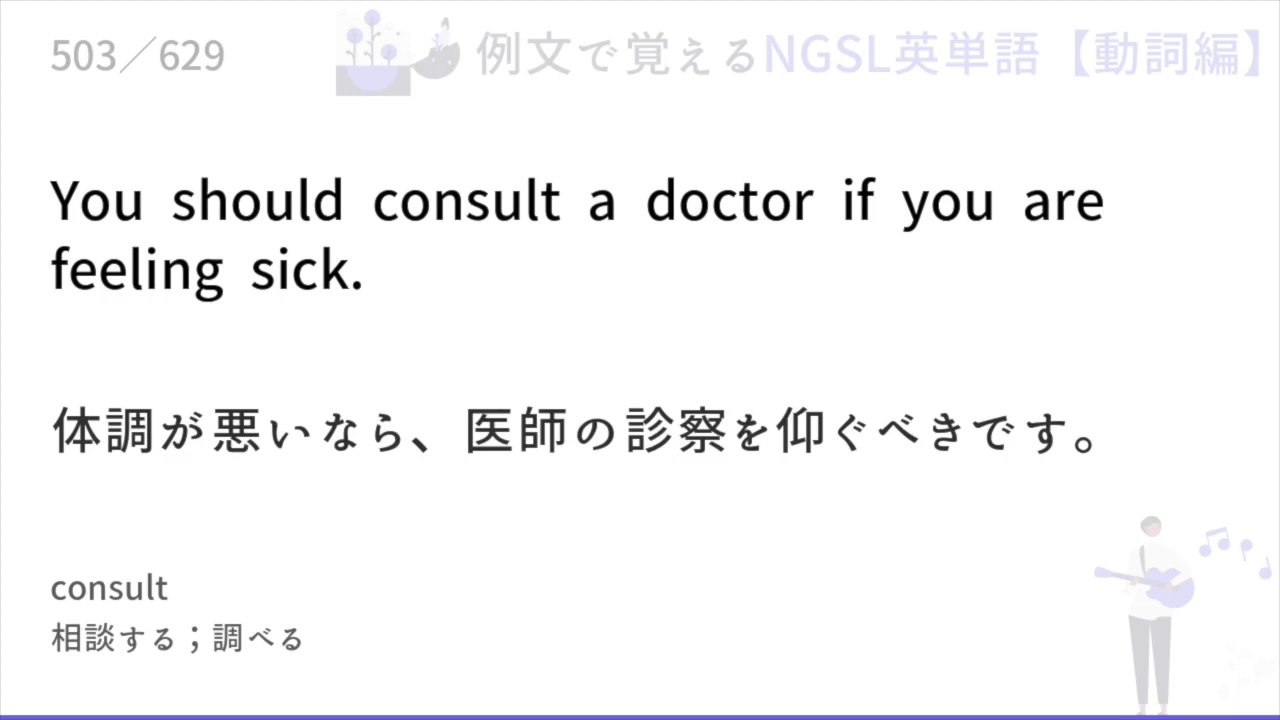 503／629
例文で覚えるNGSL英単語【動詞編】
You should consult a doctor if you are
feeling sick.
体調が悪いなら、医師の診察を仰ぐべきです。
consult
相談する；調べる